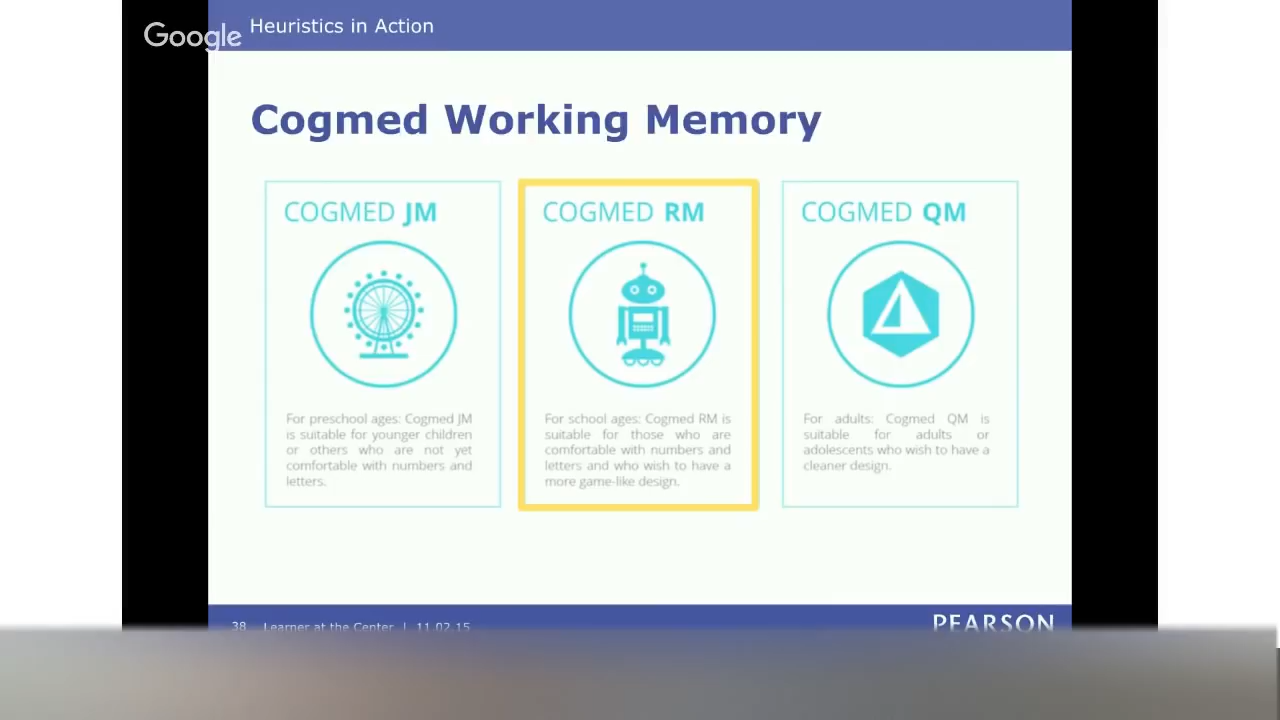 Google
Heuristics in Action
Cogmed Working Memory
COGMED JM
For preschool ages: Cogmed JM
is suitable for younger children
or others who are not yet
comfortable with numbers and
letters.
COGMED RM
For school ages: Cogmed RM is
suitable for those who are
comfortable with numbers and
letters and who wish to have a
more game-like design.
COGMED QM
For adults: Cogmed QM is
suitable for adults or
adolescents who wish to have a
cleaner design.
38 Learner at the Center | 11.02.15
PEARSON